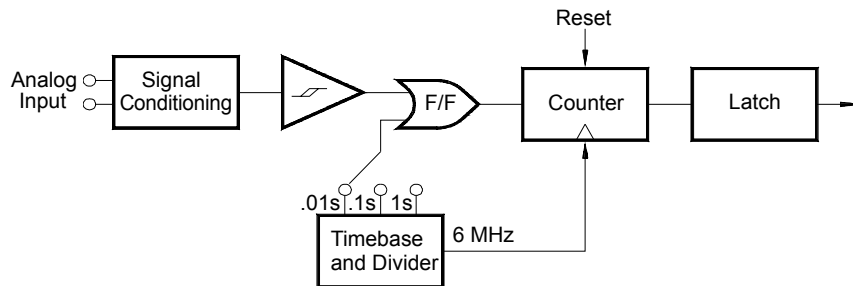 Reset
Analog
Input
Signal
Conditioning
F/F
Counter
Latch
.01s .1s 1s
Timebase
and Divider
6 MHz